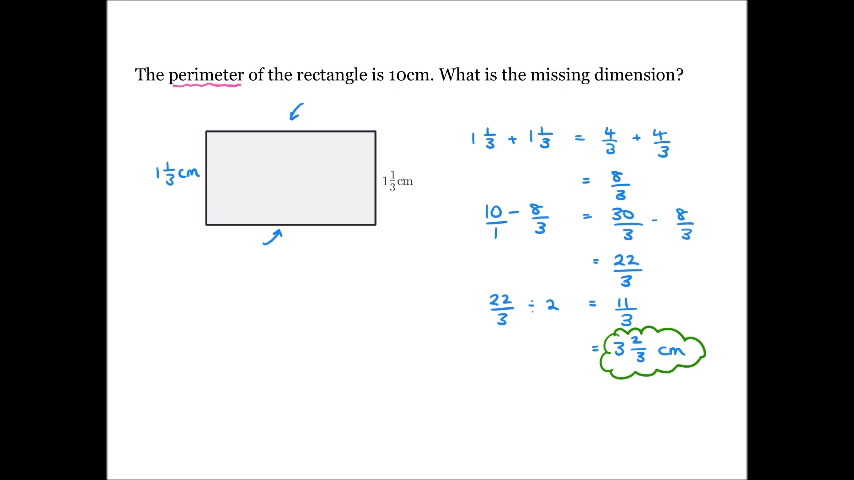 The perimeter of the rectangle is 10cm. What is the missing dimension?
1 1/3 + 1 1/3 = 4/3 + 4/3
1 1/3 cm
1 1/3 cm
= 8/3
10/1 - 8/3 = 30/3 - 8/3
= 22/3
22/3 ÷ 2 = 11/3
= 3 2/3 cm